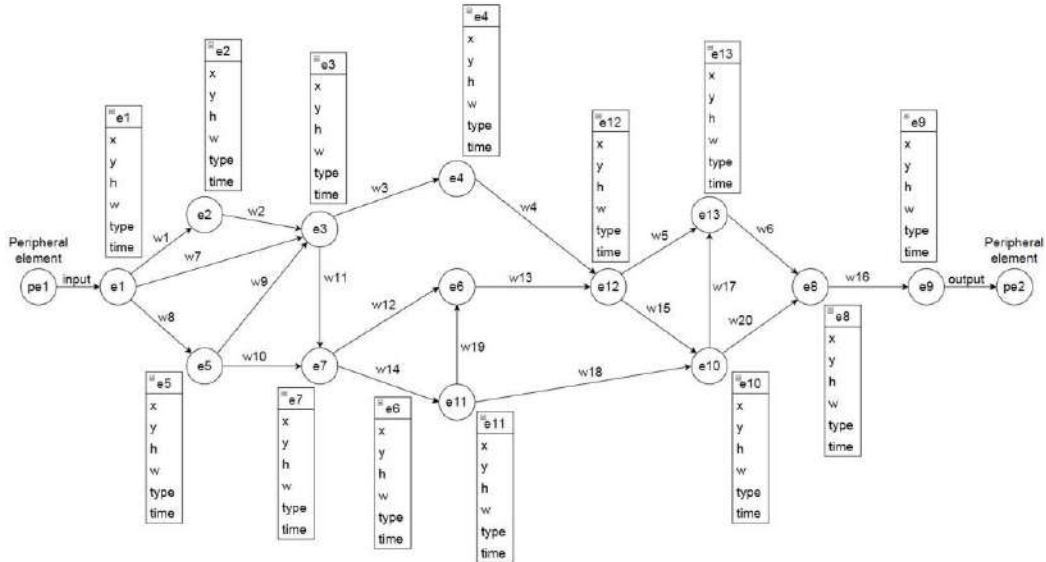 e4
x
y
h
w
type
time
e2
x
y
h
w
type
time
e3
x
y
h
w
type
time
e13
x
y
h
w
type
time
e1
x
y
h
w
type
time
e12
x
y
h
w
type
time
e9
x
y
h
w
type
time
Peripheral
element
pe1
input
e1
w1
e2
w2
w7
w8
w9
e3
w3
e4
w4
w11
e5
w10
e7
w12
e6
w13
w14
w19
e11
w18
e12
w5
w15
e13
w6
w17
e10
w20
e8
w16
e9
output
Peripheral
element
pe2
e5
x
y
h
w
type
time
e7
x
y
h
w
type
time
e6
x
y
h
w
type
time
e11
x
y
h
w
type
time
e10
x
y
h
w
type
time
e8
x
y
h
w
type
time